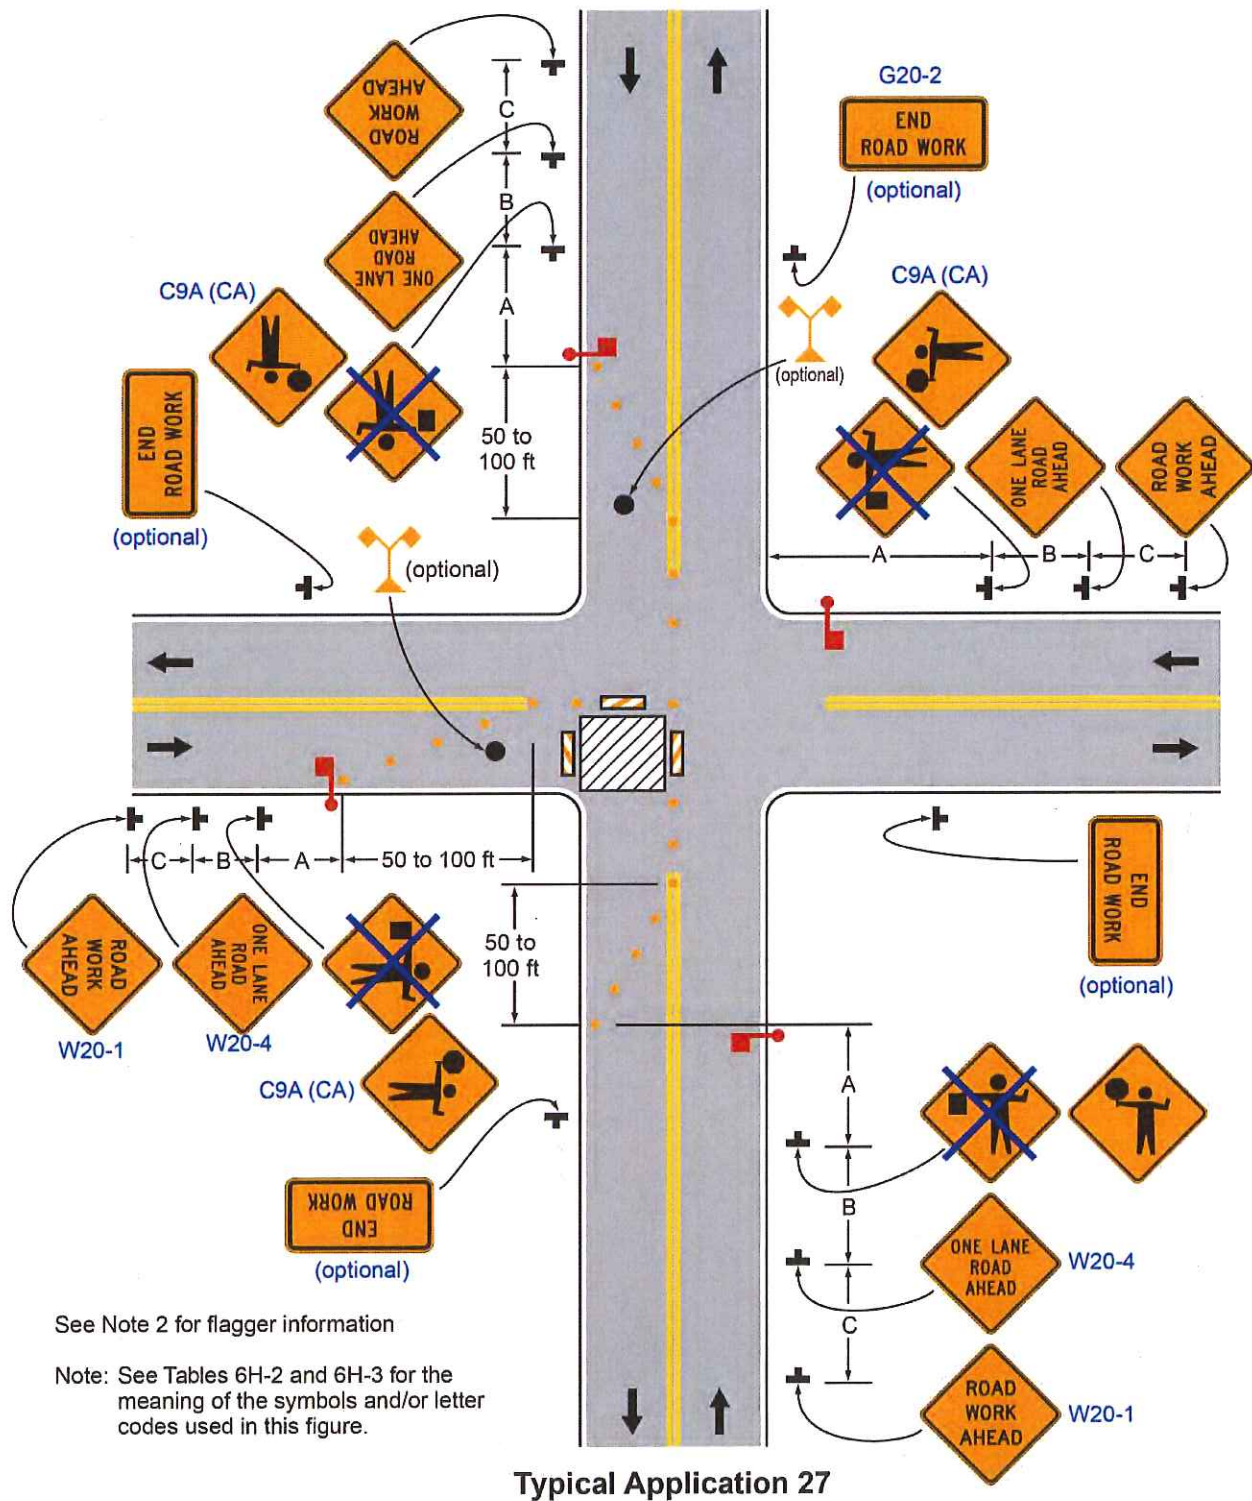 ROAD
WORK
AHEAD
C
G20-2
END
ROAD WORK
(optional)
B
ONE LANE
ROAD
AHEAD
A
C9A (CA)
C9A (CA)
(optional)
END
ROAD WORK
(optional)
50 to
100 ft
(optional)
ONE LANE
ROAD
AHEAD
ROAD
WORK
AHEAD
A
B
C
C
B
A
50 to 100 ft
ROAD
WORK
AHEAD
W20-1
ONE LANE
ROAD
AHEAD
W20-4
C9A (CA)
50 to
100 ft
END
ROAD WORK
(optional)
END
ROAD WORK
(optional)
A
B
ONE LANE
ROAD
AHEAD
W20-4
C
ROAD
WORK
AHEAD
W20-1
See Note 2 for flagger information
Note: See Tables 6H-2 and 6H-3 for the
meaning of the symbols and/or letter
codes used in this figure.
Typical Application 27